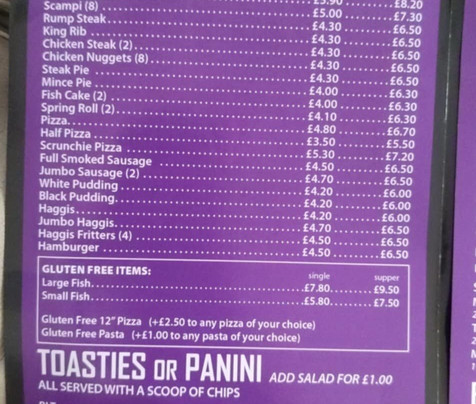 £5.90 £8.20
Scampi (8) £5.00 £7.30
Rump Steak £4.30 £6.50
King Rib £4.30 £6.50
Chicken Steak (2) £4.30 £6.50
Chicken Nuggets (8) £4.30 £6.50
Steak Pie £4.30 £6.50
Mince Pie £4.00 £6.30
Fish Cake (2) £4.00 £6.30
Spring Roll (2) £4.10 £6.30
Pizza £4.80 £6.70
Half Pizza £3.50 £5.50
Scrunchie Pizza £5.30 £7.20
Full Smoked Sausage £4.50 £6.50
Jumbo Sausage (2) £4.70 £6.50
White Pudding £4.20 £6.00
Black Pudding £4.20 £6.00
Haggis £4.20 £6.00
Jumbo Haggis £4.70 £6.50
Haggis Fritters (4) £4.50 £6.50
Hamburger £4.50 £6.50
GLUTEN FREE ITEMS: single supper
Large Fish £7.80 £9.50
Small Fish £5.80 £7.50
Gluten Free 12" Pizza (+£2.50 to any pizza of your choice)
Gluten Free Pasta (+£1.00 to any pasta of your choice)
TOASTIES OR PANINI ADD SALAD FOR £1.00
ALL SERVED WITH A SCOOP OF CHIPS